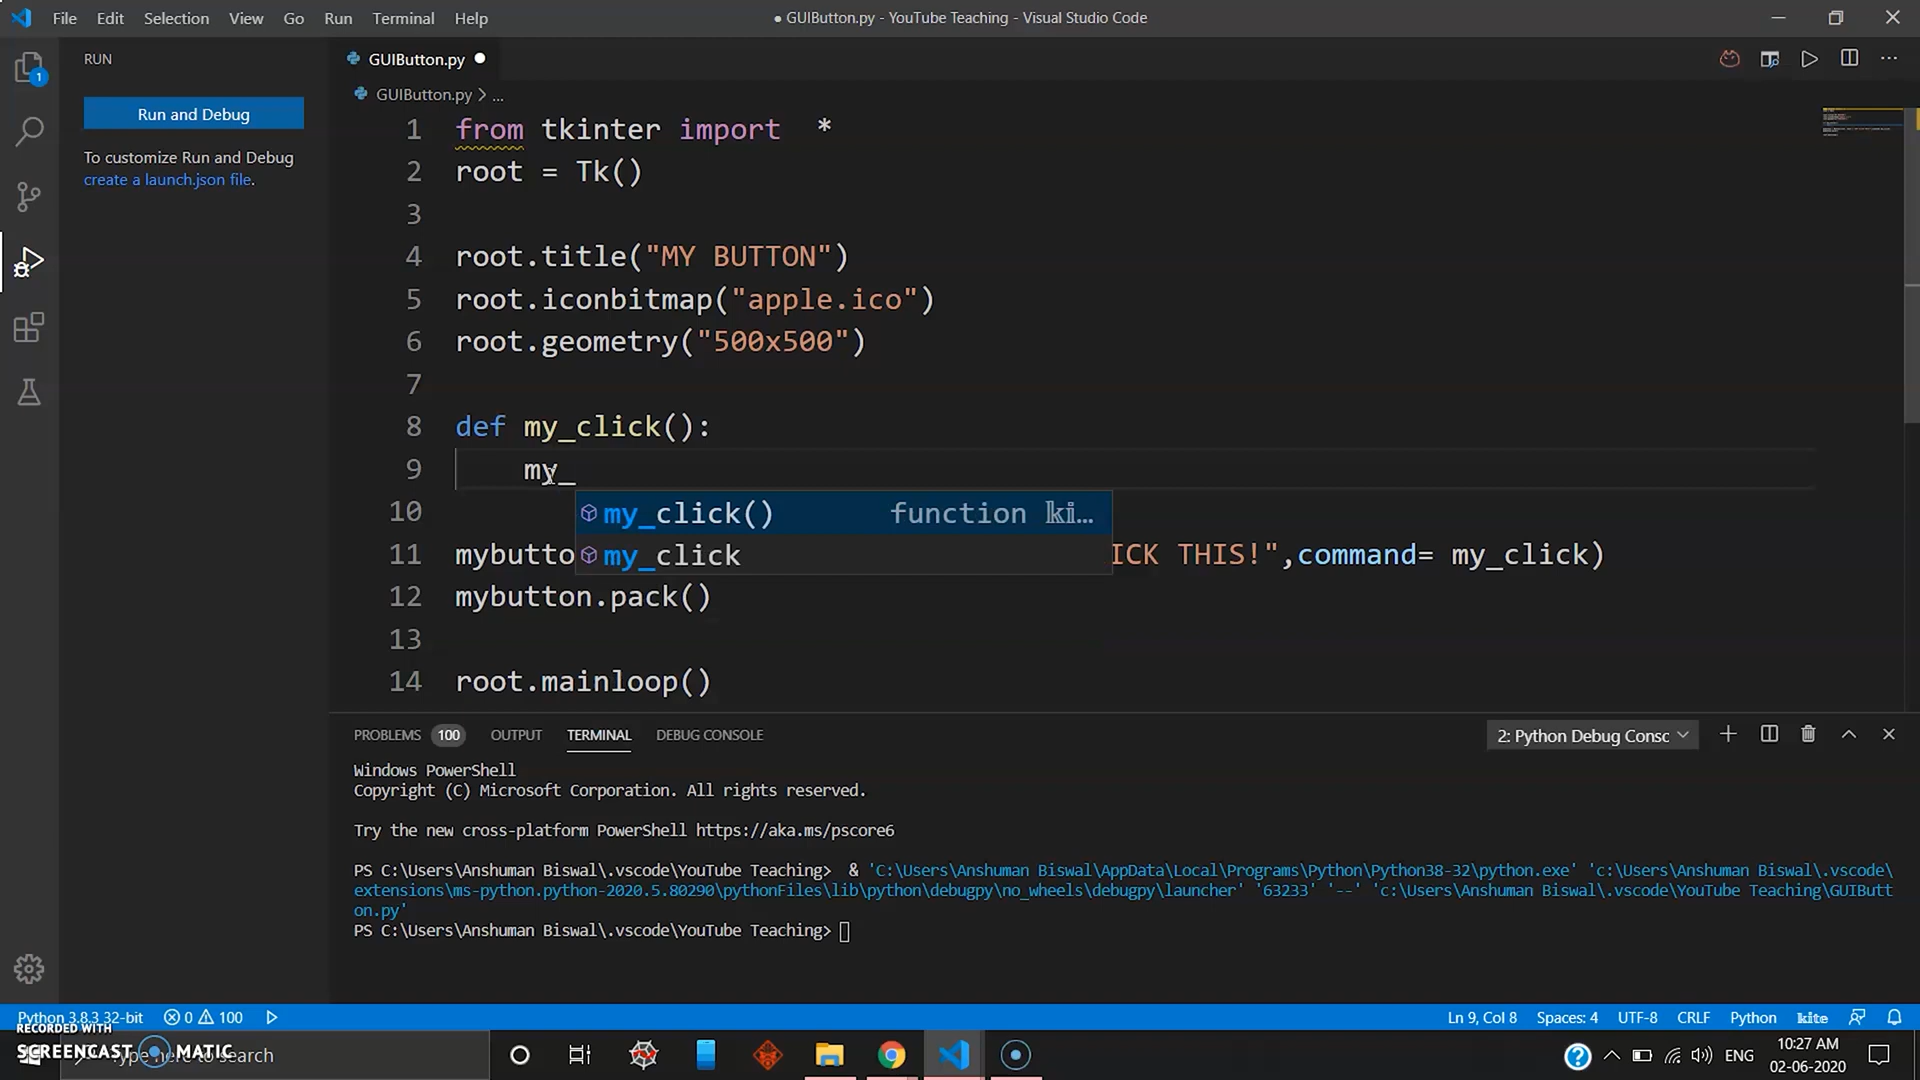 File Edit Selection View Go Run Terminal Help
● GUIButton.py - YouTube Teaching - Visual Studio Code
RUN
GUIButton.py
1
Run and Debug
GUIButton.py > ...
To customize Run and Debug
create a launch.json file.
1 from tkinter import *
2 root = Tk()
3
4 root.title("MY BUTTON")
5 root.iconbitmap("apple.ico")
6 root.geometry("500x500")
7
8 def my_click():
9 my_
my_click() function ki...
my_click
10
11 mybutto ICK THIS!",command= my_click)
12 mybutton.pack()
13
14 root.mainloop()
PROBLEMS 100 OUTPUT TERMINAL DEBUG CONSOLE
2: Python Debug Consc
Windows PowerShell
Copyright (C) Microsoft Corporation. All rights reserved.
Try the new cross-platform PowerShell https://aka.ms/pscore6
PS C:\Users\Anshuman Biswal\.vscode\YouTube Teaching> & 'C:\Users\Anshuman Biswal\AppData\Local\Programs\Python\Python38-32\python.exe' 'c:\Users\Anshuman Biswal\.vscode\
extensions\ms-python.python-2020.5.80290\pythonFiles\lib\python\debugpy\no_wheels\debugpy\launcher' '63233' '--' 'c:\Users\Anshuman Biswal\.vscode\YouTube Teaching\GUIButt
on.py'
PS C:\Users\Anshuman Biswal\.vscode\YouTube Teaching>
Python 3.8.3 32-bit 0 100
Ln 9, Col 8 Spaces: 4 UTF-8 CRLF Python kite
RECORDED WITH
SCREENCAST MATIC
ype here to search
ENG
10:27 AM
02-06-2020